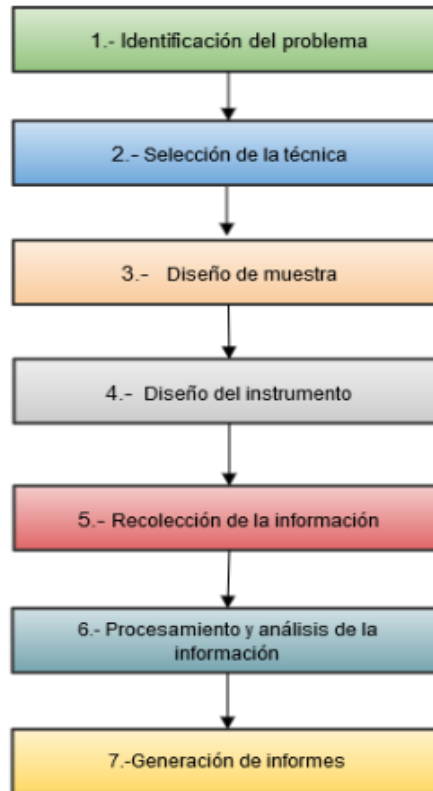 1.- Identificación del problema
2.- Selección de la técnica
3.- Diseño de muestra
4.- Diseño del instrumento
5.- Recolección de la información
6.- Procesamiento y análisis de la
información
7.-Generación de informes